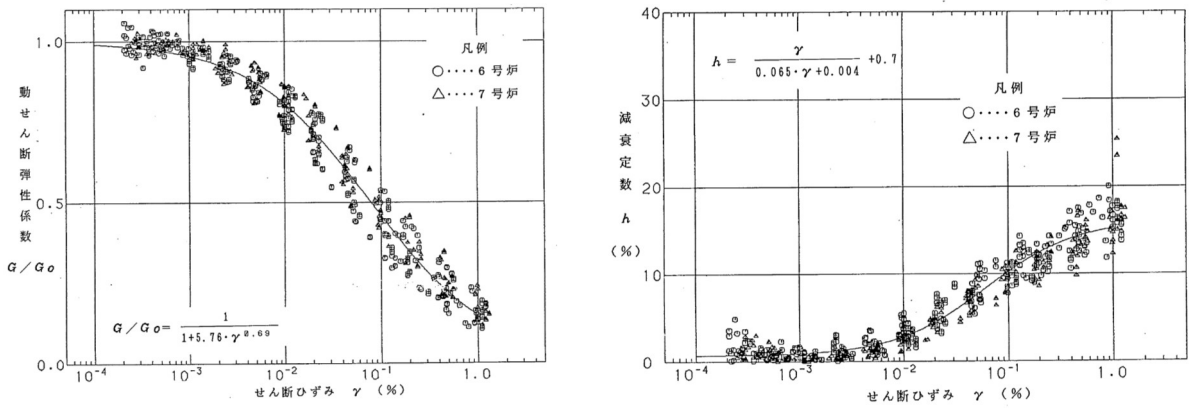 1.0
0.5
0.0
動せん断弾性係数
G/Go
凡例
○····6号炉
△····7号炉
G/Go= 1
1+5.76·γ^0.69
10^-4 10^-3 10^-2 10^-1 1.0
せん断ひずみ γ (%)
40
30
20
10
0
減衰定数
h
(%)
h= γ
0.065·γ+0.004 +0.7
凡例
○····6号炉
△····7号炉
10^-4 10^-3 10^-2 10^-1 1.0
せん断ひずみ γ (%)